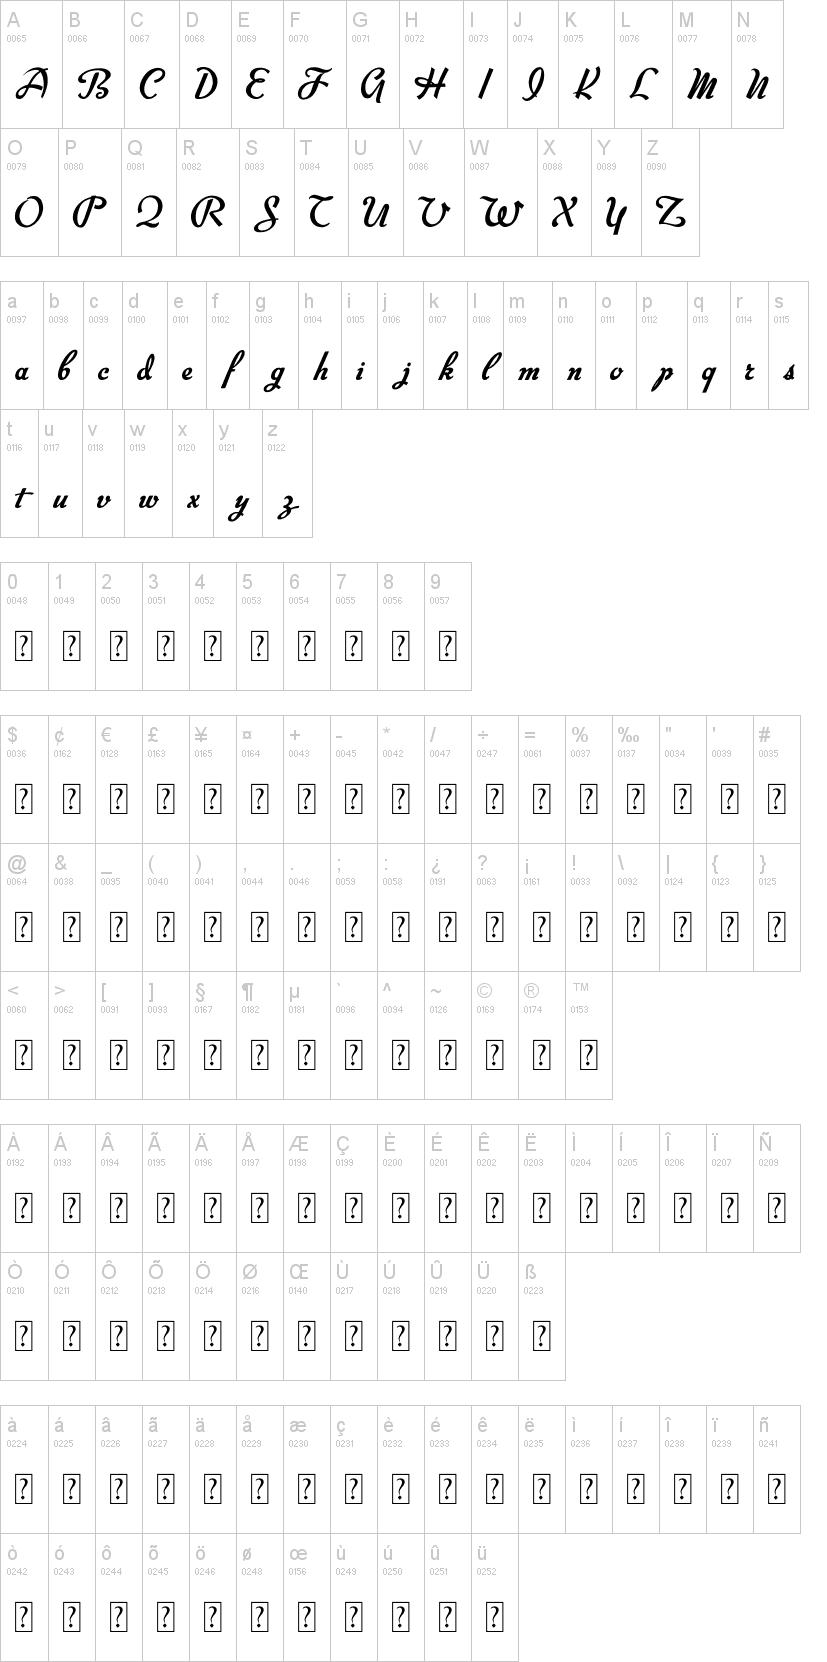 A B C D E F G H I J K L M N
0065 0066 0067 0068 0069 0070 0071 0072 0073 0074 0075 0076 0077 0078
A B C D E F G H I J K L M N
O P Q R S T U V W X Y Z
0079 0080 0081 0082 0083 0084 0085 0086 0087 0088 0089 0090
O P Q R S T U V W X Y Z
a b c d e f g h i j k l m n o p q r s
0097 0098 0099 0100 0101 0102 0103 0104 0105 0106 0107 0108 0109 0110 0111 0112 0113 0114 0115
a b c d e f g h i j k l m n o p q r s
t u v w x y z
0116 0117 0118 0119 0120 0121 0122
t u v w x y z
0 1 2 3 4 5 6 7 8 9
0048 0049 0050 0051 0052 0053 0054 0055 0056 0057
? ? ? ? ? ? ? ? ? ?
$ ¢ € £ ¥ ¤ + - * / ÷ = % ‰ " ' #
0036 0162 0128 0163 0165 0164 0043 0045 0042 0047 0247 0061 0037 0137 0034 0039 0035
? ? ? ? ? ? ? ? ? ? ? ? ? ? ? ? ?
@ & _ ( ) , . ; : ¿ ? ¡ ! \ | { }
0064 0038 0095 0040 0041 0044 0046 0059 0058 0191 0063 0161 0033 0092 0124 0123 0125
? ? ? ? ? ? ? ? ? ? ? ? ? ? ? ? ?
< > [ ] § ¶ µ ` ^ ~ © ® ™
0060 0062 0091 0093 0167 0182 0181 0096 0094 0126 0169 0174 0153
? ? ? ? ? ? ? ? ? ? ? ? ?
À Á Â Ã Ä Å Æ Ç È É Ê Ë Ì Í Î Ï Ñ
0192 0193 0194 0195 0196 0197 0198 0199 0200 0201 0202 0203 0204 0205 0206 0207 0209
? ? ? ? ? ? ? ? ? ? ? ? ? ? ? ? ?
Ò Ó Ô Õ Ö Ø Œ Ù Ú Û Ü ß
0210 0211 0212 0213 0214 0216 0140 0217 0218 0219 0220 0223
? ? ? ? ? ? ? ? ? ? ? ?
à á â ã ä å æ ç è é ê ë ì í î ï ñ
0224 0225 0226 0227 0228 0229 0230 0231 0232 0233 0234 0235 0236 0237 0238 0239 0241
? ? ? ? ? ? ? ? ? ? ? ? ? ? ? ? ?
ò ó ô õ ö ø œ ù ú û ü
0242 0243 0244 0245 0246 0248 0156 0249 0250 0251 0252
? ? ? ? ? ? ? ? ? ? ?